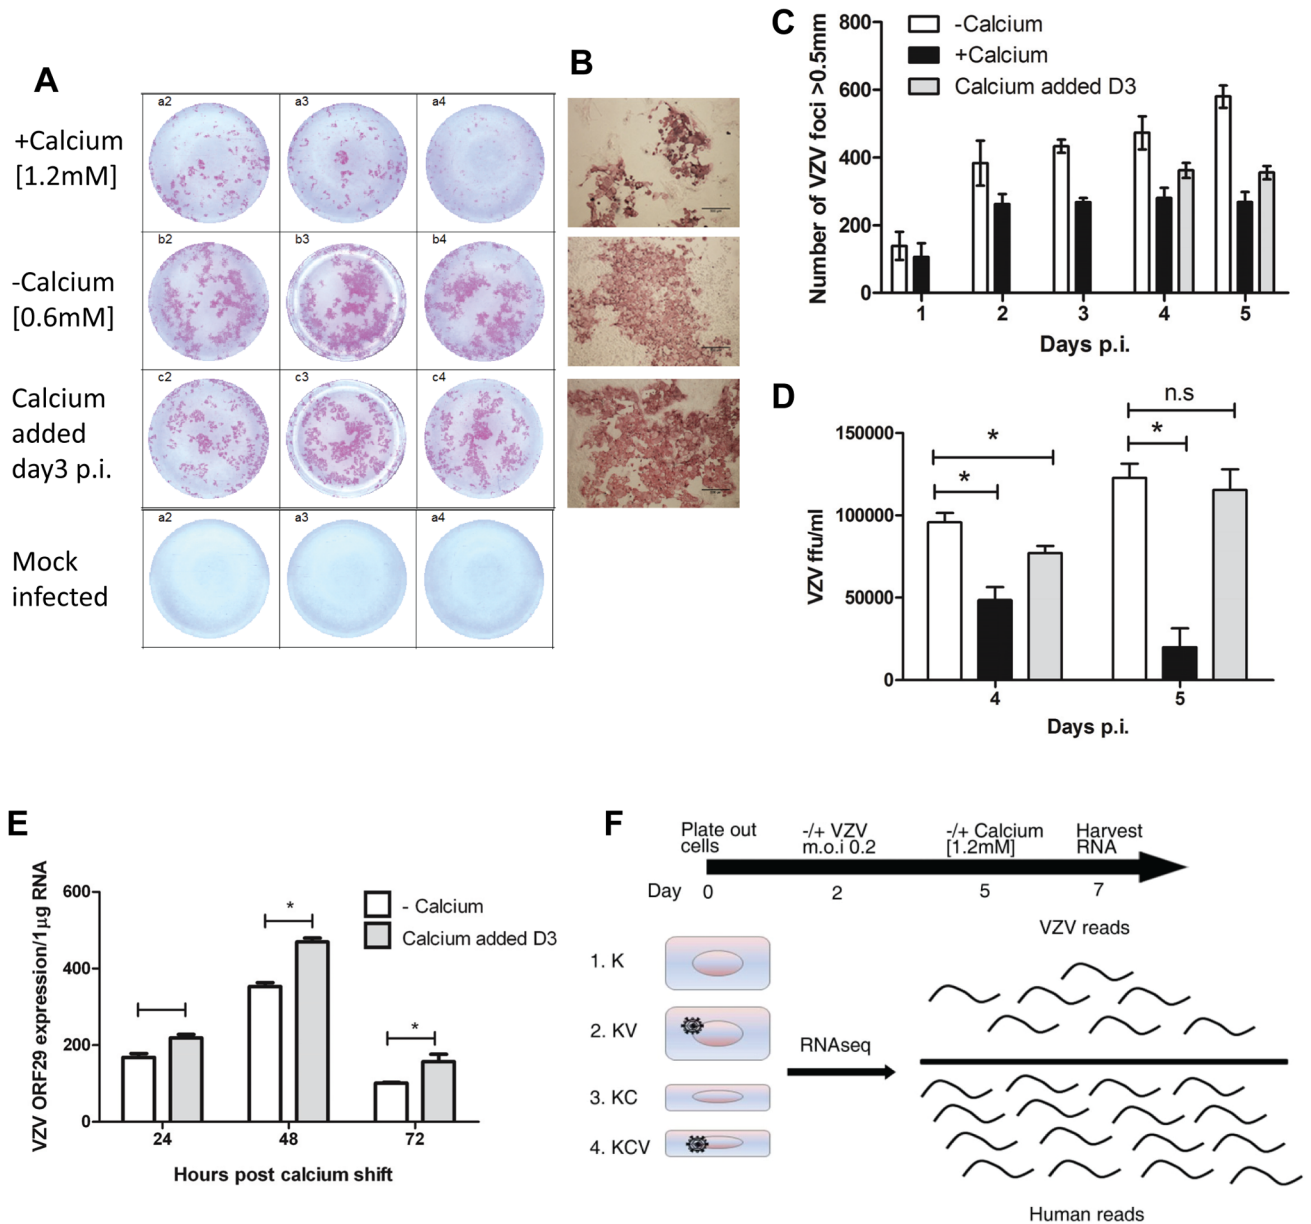 A
+Calcium
[1.2mM]
-Calcium
[0.6mM]
Calcium
added
day3 p.i.
Mock
infected
a2 a3 a4
b2 b3 b4
c2 c3 c4
a2 a3 a4
B
C
-Calcium
+Calcium
Calcium added D3
Number of VZV foci >0.5mm
800
600
400
200
0
1 2 3 4 5
Days p.i.
D
n.s
* * *
VZV ffu/ml
150000
100000
50000
0
4 5
Days p.i.
E
- Calcium
Calcium added D3
* *
VZV ORF29 expression/1µg RNA
600
400
200
0
24 48 72
Hours post calcium shift
F
Plate out
cells
-/+ VZV
m.o.i 0.2
-/+ Calcium
[1.2mM]
Harvest
RNA
Day 0 2 5 7
1. K
2. KV
3. KC
4. KCV
RNAseq
VZV reads
Human reads